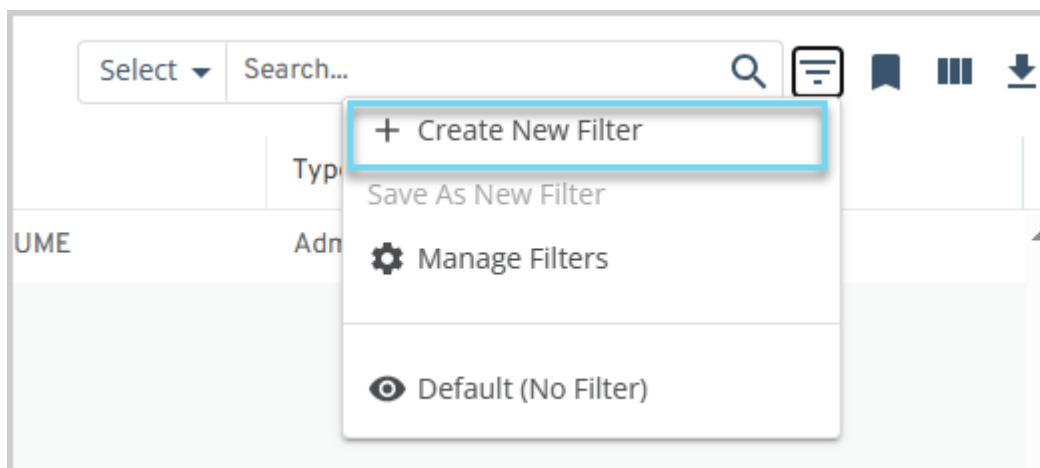 Select Search...
+ Create New Filter
Typ
Save As New Filter
UME Adm
Manage Filters
Default (No Filter)